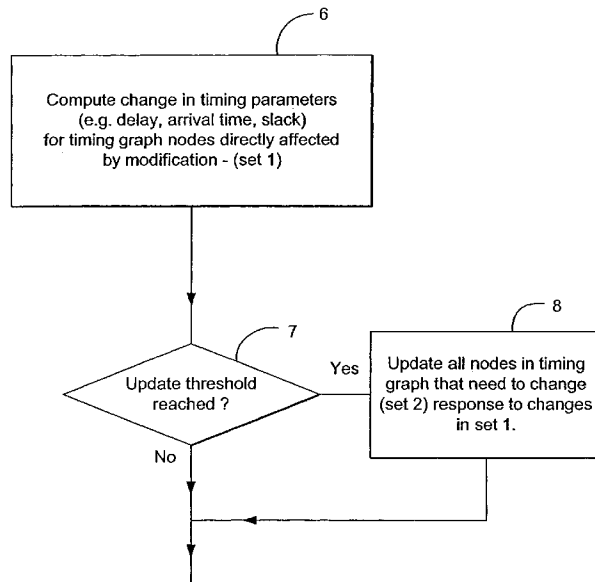 6
Compute change in timing parameters
(e.g. delay, arrival time, slack)
for timing graph nodes directly affected
by modification - (set 1)
7
Update threshold
reached ?
Yes
No
8
Update all nodes in timing
graph that need to change
(set 2) response to changes
in set 1.